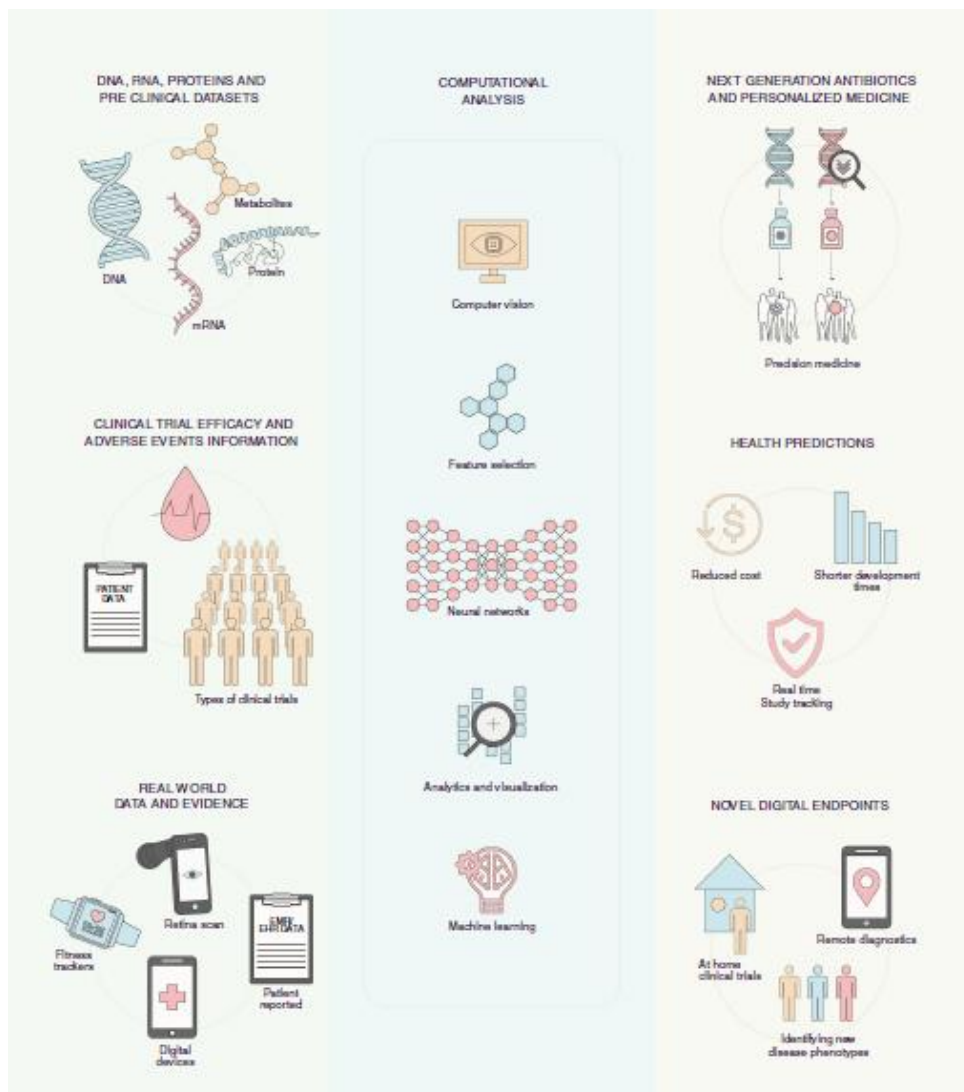 DNA, RNA, PROTEINS AND
PRE CLINICAL DATASETS
Metabolites
DNA
Protein
mRNA
CLINICAL TRIAL EFFICACY AND
ADVERSE EVENTS INFORMATION
PATIENT
DATA
Types of clinical trials
REAL WORLD
DATA AND EVIDENCE
Retina scan
Fitness
trackers
EHR DATA
Patient
reported
Digital
devices
COMPUTATIONAL
ANALYSIS
Computer vision
Feature selection
Neural networks
Analytics and visualization
Machine learning
NEXT GENERATION ANTIBIOTICS
AND PERSONALIZED MEDICINE
Precision medicine
HEALTH PREDICTIONS
Reduced cost
Shorter development
times
Real time
Study tracking
NOVEL DIGITAL ENDPOINTS
At home
clinical trials
Remote diagnostics
Identifying new
disease phenotypes